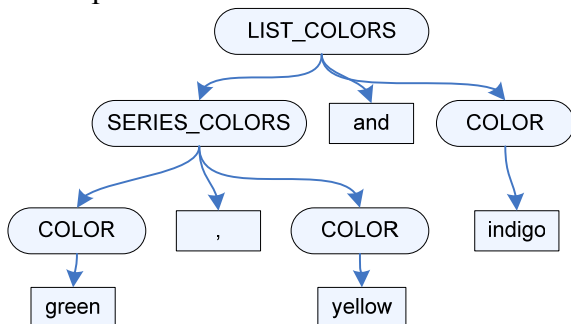 LIST_COLORS
SERIES_COLORS
and
COLOR
COLOR
,
COLOR
indigo
green
yellow